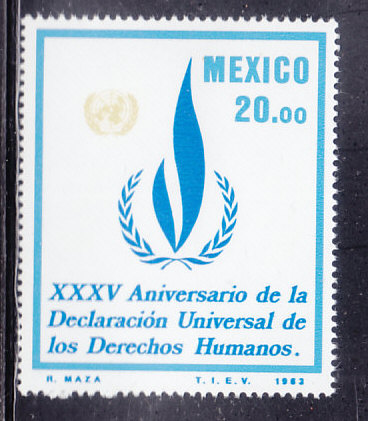 MEXICO
20.00
XXXV Aniversario de la
Declaración Universal de
los Derechos Humanos.
R. MAZA T. I. E. V. 1983